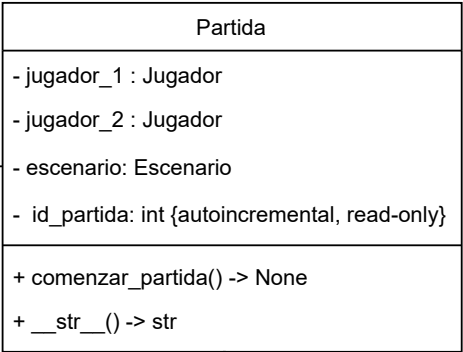 Partida
- jugador_1 : Jugador
- jugador_2 : Jugador
- escenario: Escenario
- id_partida: int {autoincremental, read-only}
+ comenzar_partida() -> None
+ __str__() -> str